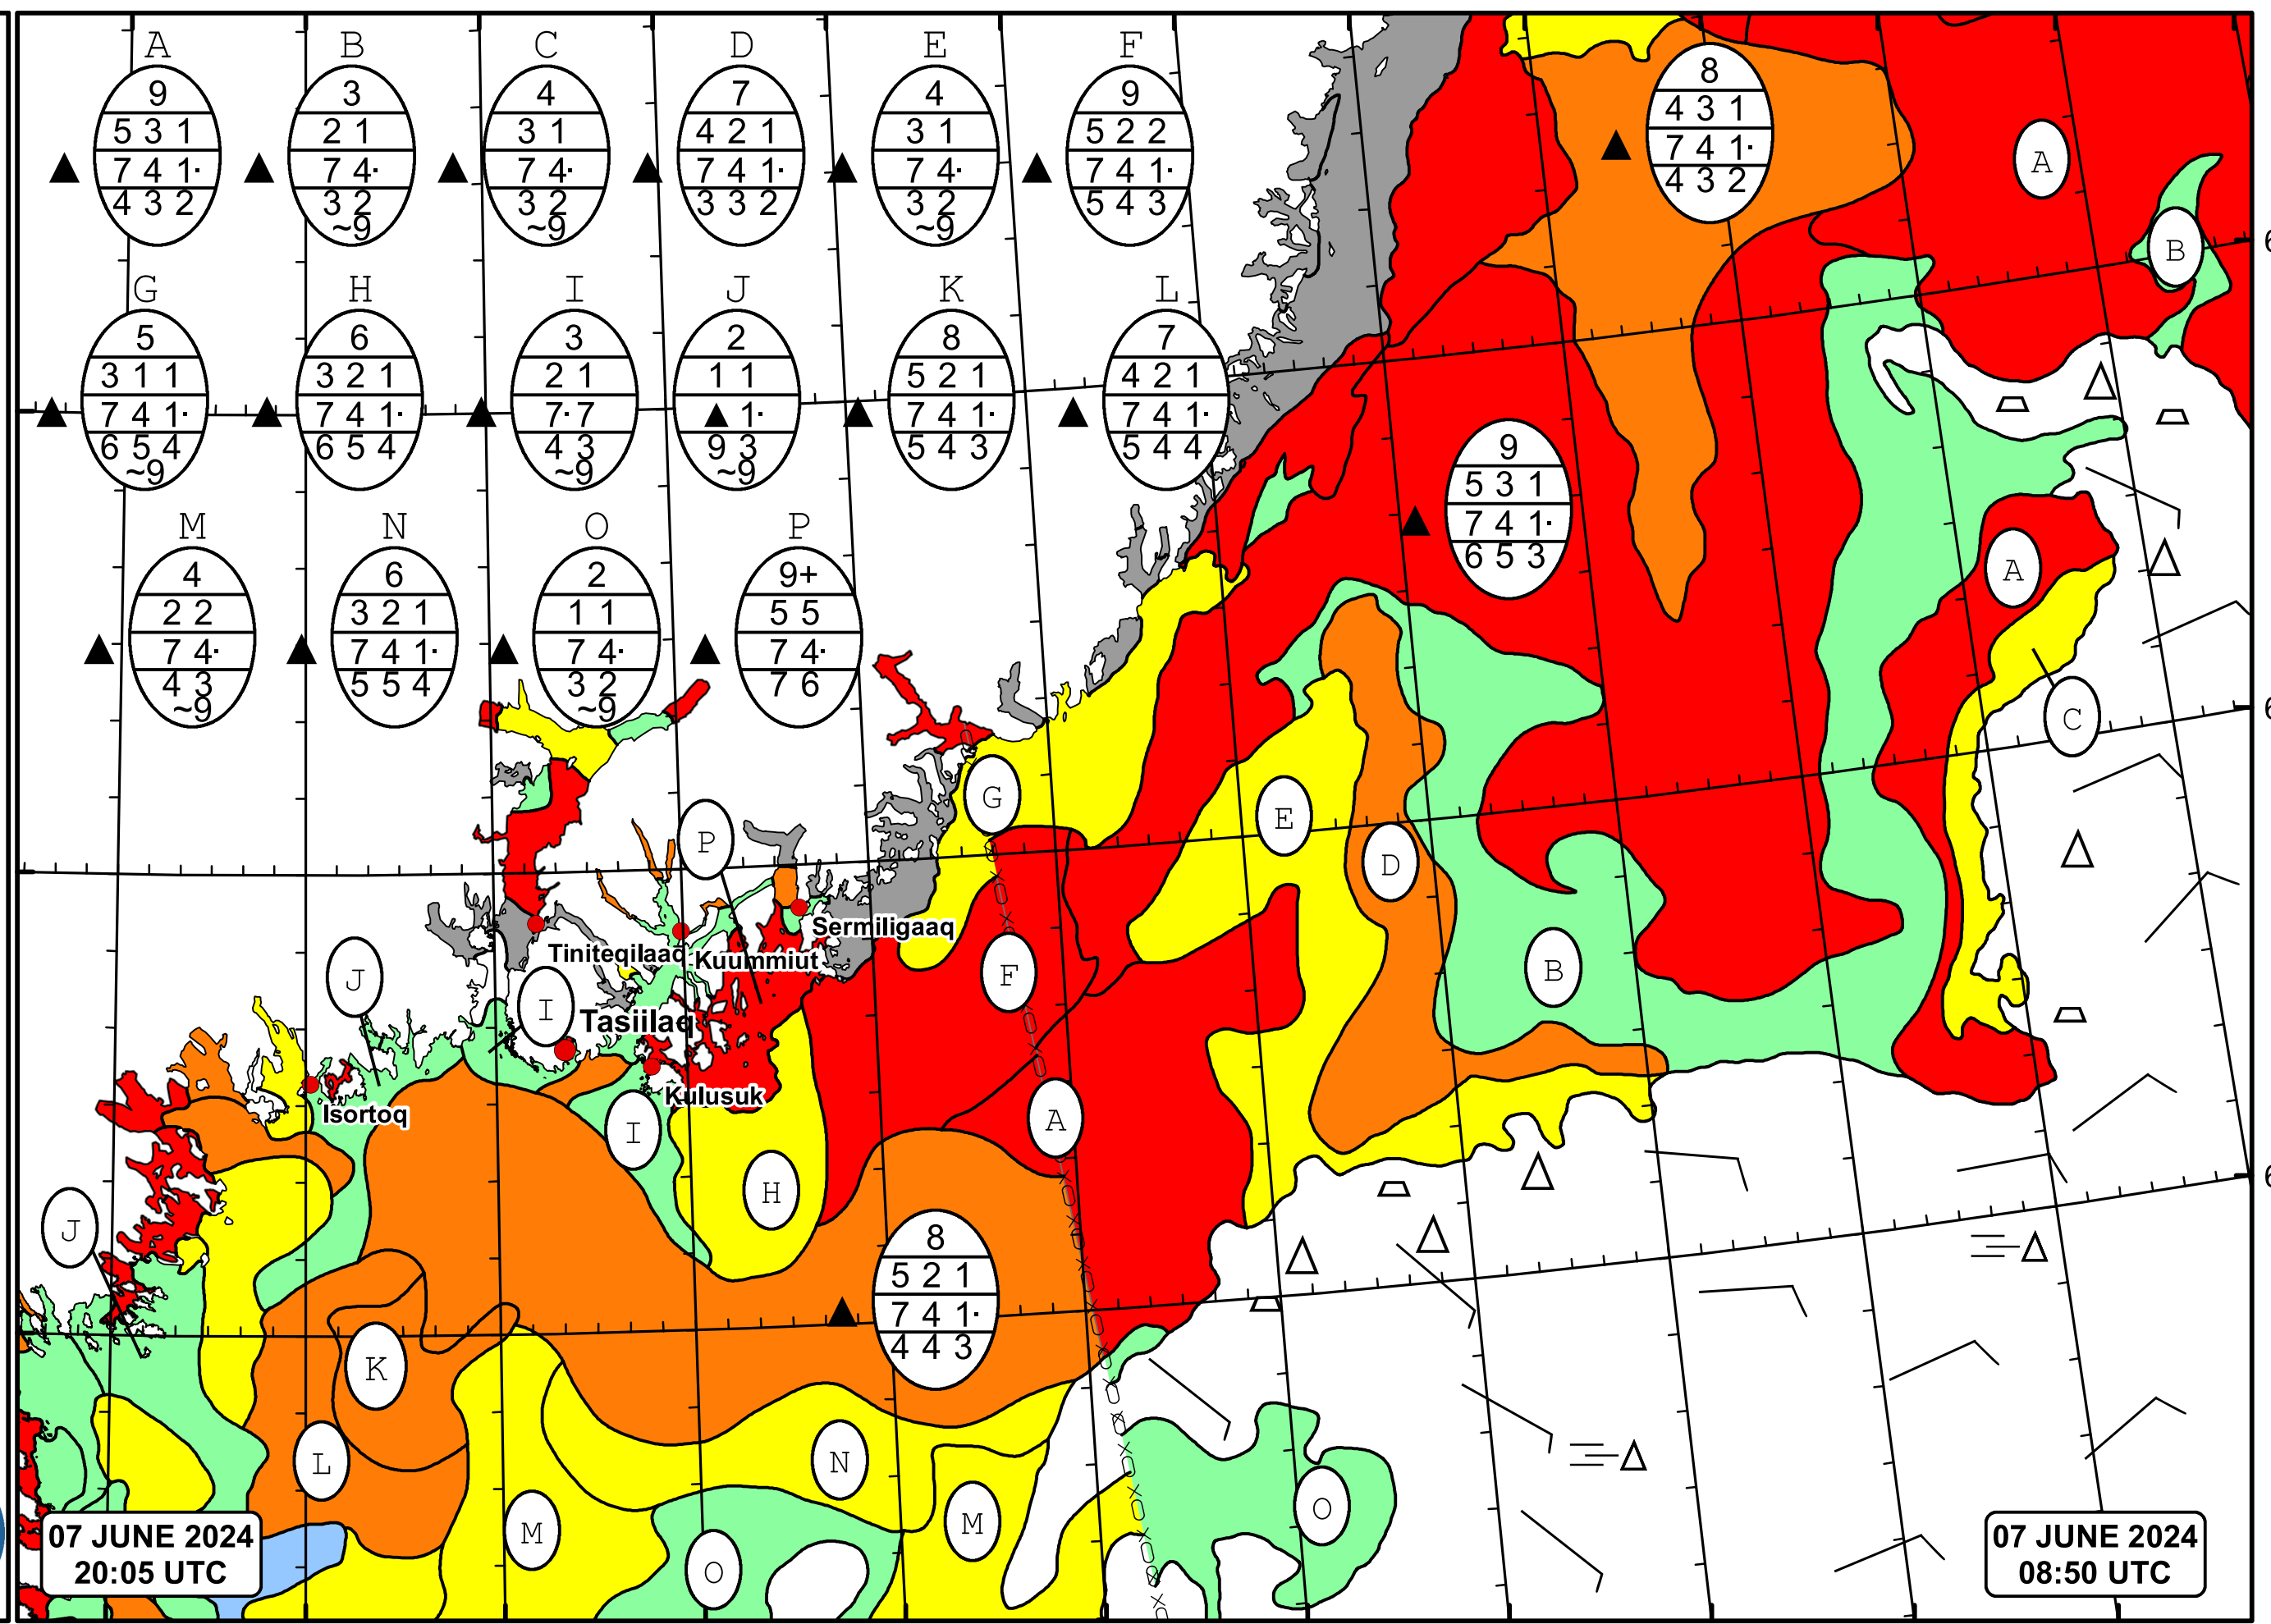 A B C D E F
9 3 4 7 4 9
5 3 1 2 1 3 1 4 2 1 3 1 5 2 2
7 4 1· 7 4· 7 4· 7 4 1· 7 4· 7 4 1·
4 3 2 3 2 3 2 3 3 2 3 2 5 4 3
~9 ~9 ~9
8
4 3 1
7 4 1·
4 3 2
A
B
G H I J K L
5 6 3 2 8 7
3 1 1 3 2 1 2 1 1 1 5 2 1 4 2 1
7 4 1· 7 4 1· 7·7 ▲ 1· 7 4 1· 7 4 1·
6 5 4 6 5 4 4 3 9 3 5 4 3 5 4 4
~9 ~9 ~9
9
5 3 1
7 4 1·
6 5 3
M N O P
4 6 2 9+
2 2 3 2 1 1 1 5 5
7 4· 7 4 1· 7 4· 7 4·
4 3 5 5 4 3 2 7 6
~9 ~9
A
C
G
E
P
D
Sermiligaaq
Tiniteqilaaq
Kuummiut
J
F
B
I
Tasiilaq
Kulusuk
Isortoq
I
A
H
J
8
5 2 1
7 4 1·
4 4 3
K
L
N
M
M
O
O
07 JUNE 2024
20:05 UTC
07 JUNE 2024
08:50 UTC